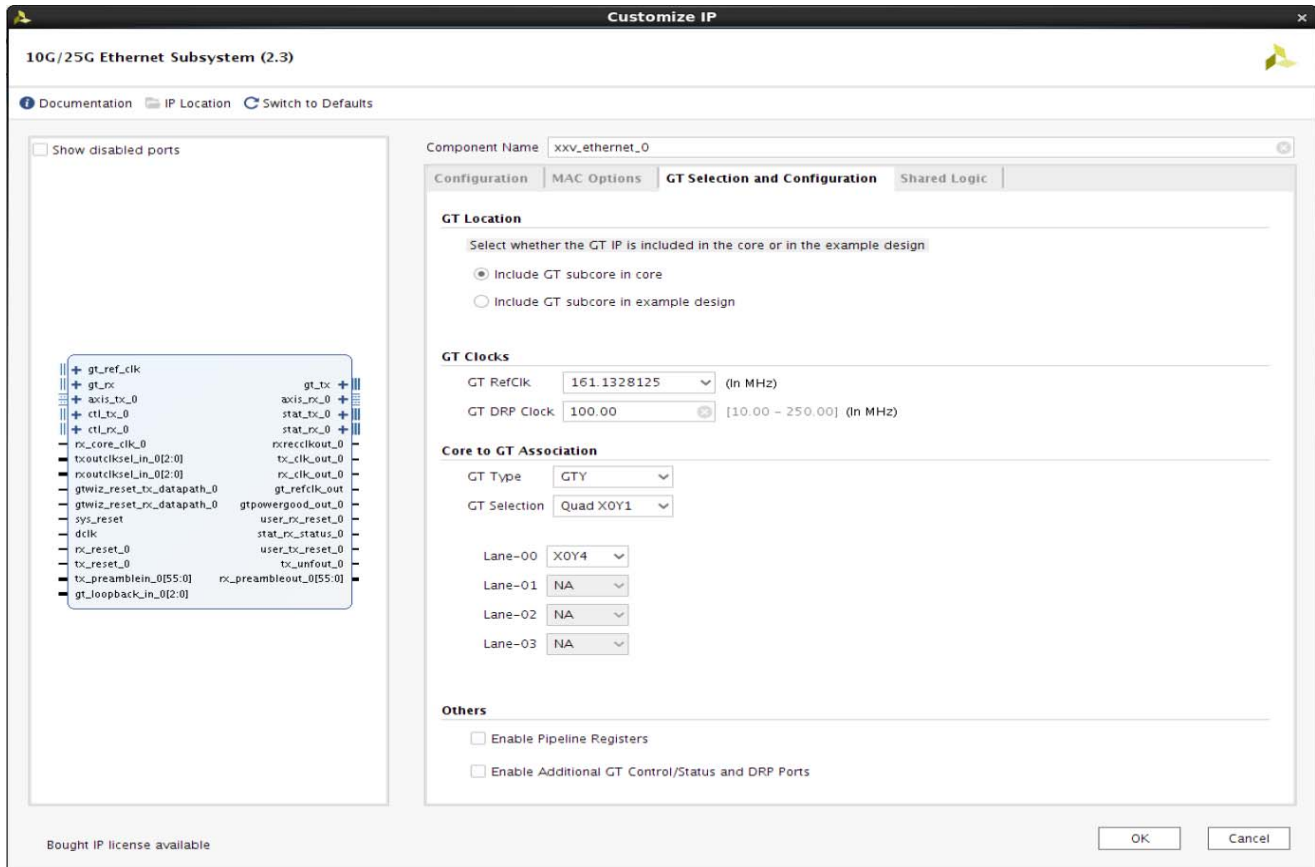 Customize IP
10G/25G Ethernet Subsystem (2.3)
Documentation IP Location Switch to Defaults
Show disabled ports
gt_ref_clk
gt_rx gt_tx
axis_tx_0 axis_rx_0
ctl_tx_0 stat_tx_0
ctl_rx_0 stat_rx_0
rx_core_clk_0 rxrecclkout_0
txoutclksel_in_0[2:0] tx_clk_out_0
rxoutclksel_in_0[2:0] rx_clk_out_0
gtwiz_reset_tx_datapath_0 gt_refclk_out
gtwiz_reset_rx_datapath_0 gtpowergood_out_0
sys_reset user_rx_reset_0
dclk stat_rx_status_0
rx_reset_0 user_tx_reset_0
tx_reset_0 tx_unfout_0
tx_preamblein_0[55:0] rx_preambleout_0[55:0]
gt_loopback_in_0[2:0]
Component Name xxv_ethernet_0
Configuration MAC Options GT Selection and Configuration Shared Logic
GT Location
Select whether the GT IP is included in the core or in the example design
Include GT subcore in core
Include GT subcore in example design
GT Clocks
GT RefClk 161.1328125 (In MHz)
GT DRP Clock 100.00 [10.00 - 250.00] (In MHz)
Core to GT Association
GT Type GTY
GT Selection Quad X0Y1
Lane-00 X0Y4
Lane-01 NA
Lane-02 NA
Lane-03 NA
Others
Enable Pipeline Registers
Enable Additional GT Control/Status and DRP Ports
Bought IP license available
OK Cancel